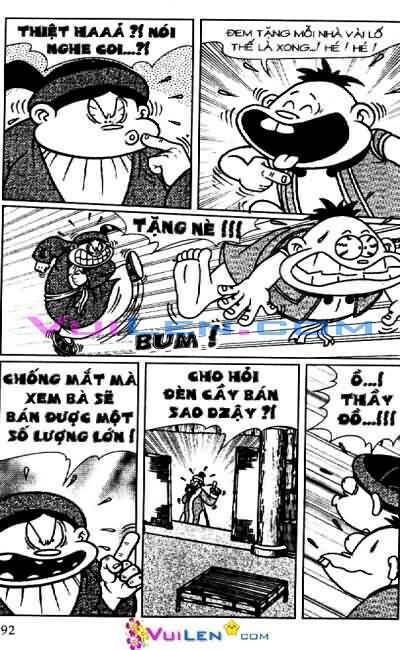 THIỆT HAAÁ ?! NÓI
NGHE COI...?!
ĐEM TẶNG MỖI NHÀ VÀI LỐ
THẾ LÀ XONG..! HÉ ! HÉ !
TẶNG NÈ !!!
BUM !
VUILEN.COM
CHỐNG MẮT MÀ
XEM BÀ SẼ
BÁN ĐƯỢC MỘT
SỐ LƯỢNG LỚN !
CHO HỎI
ĐÈN CẦY BÁN
SAO DZẬY ?!
Ồ...!
THẦY
ĐỒ...!!!
92
VUILEN.COM